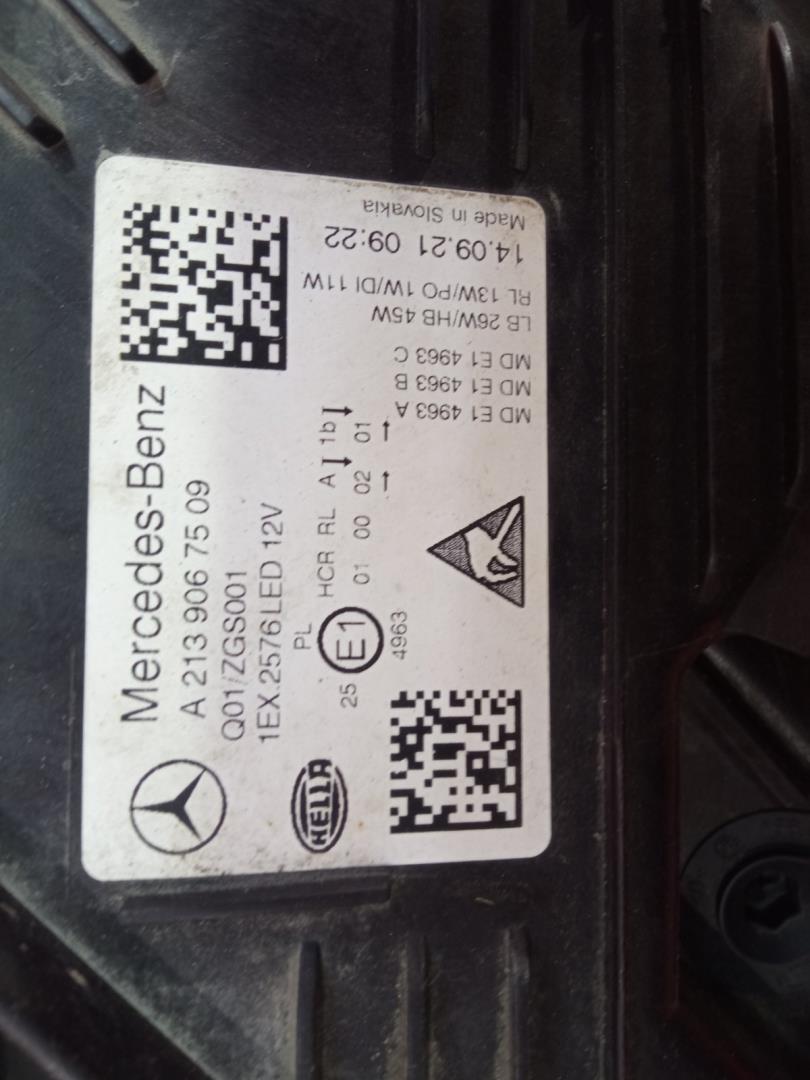 Mercedes-Benz
A 213 906 75 09
Q01/ZGS001
1EX.2576LED 12V
HELLA
PL
HCR RL A 1b
25 E1 01 00 02 01
4963
MD E1 4963 A
MD E1 4963 B
MD E1 4963 C
LB 26W/HB 45W
RL 13W/PO 1W/DI 11W
14.09.21 09:22
Made in Slovakia